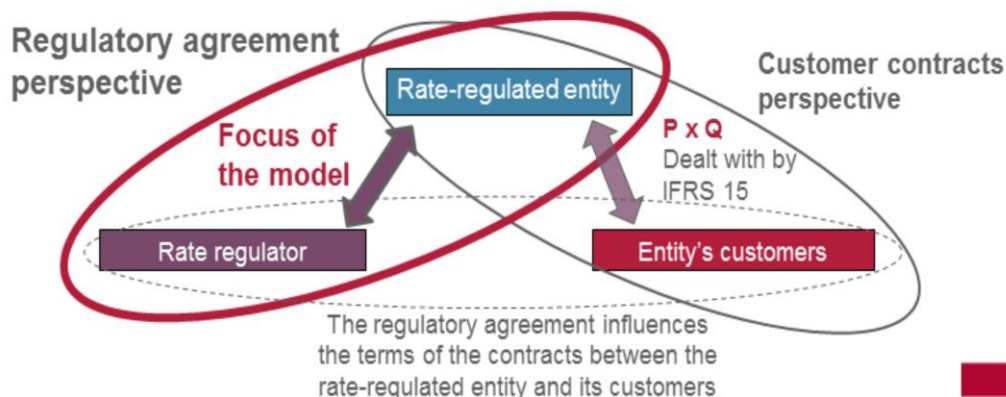 Regulatory agreement
perspective
Rate-regulated entity
Customer contracts
perspective
Focus of
the model
P x Q
Dealt with by
IFRS 15
Rate regulator
Entity's customers
The regulatory agreement influences
the terms of the contracts between the
rate-regulated entity and its customers